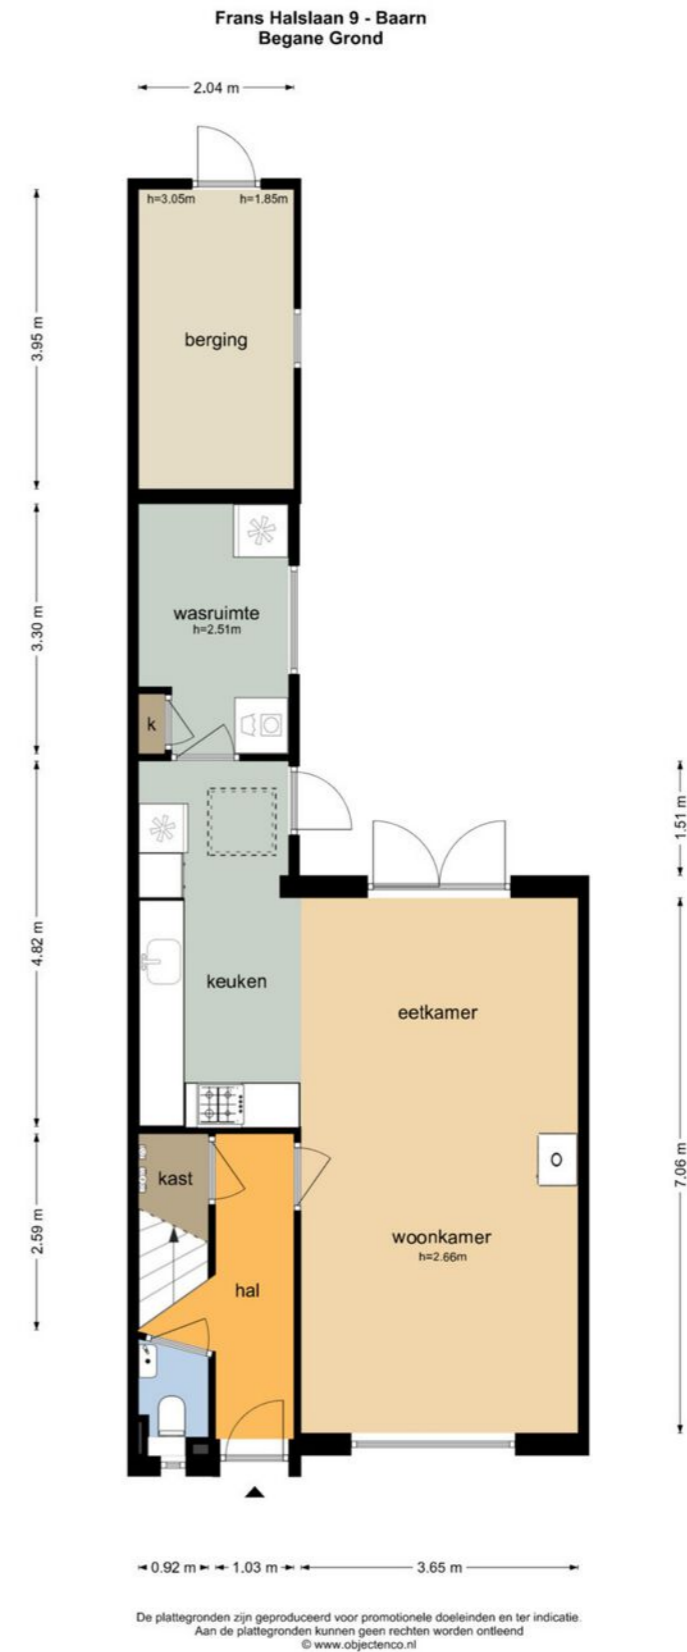 Frans Halslaan 9 - Baarn
Begane Grond
2.04 m
h=3.05m
h=1.85m
3.95 m
berging
3.30 m
wasruimte
h=2.51m
k
1.51 m
4.82 m
keuken
eetkamer
7.06 m
kast
2.59 m
woonkamer
h=2.66m
hal
0.92 m
1.03 m
3.65 m
De plattegronden zijn geproduceerd voor promotionele doeleinden en ter indicatie.
Aan de plattegronden kunnen geen rechten worden ontleend
© www.objectenco.nl